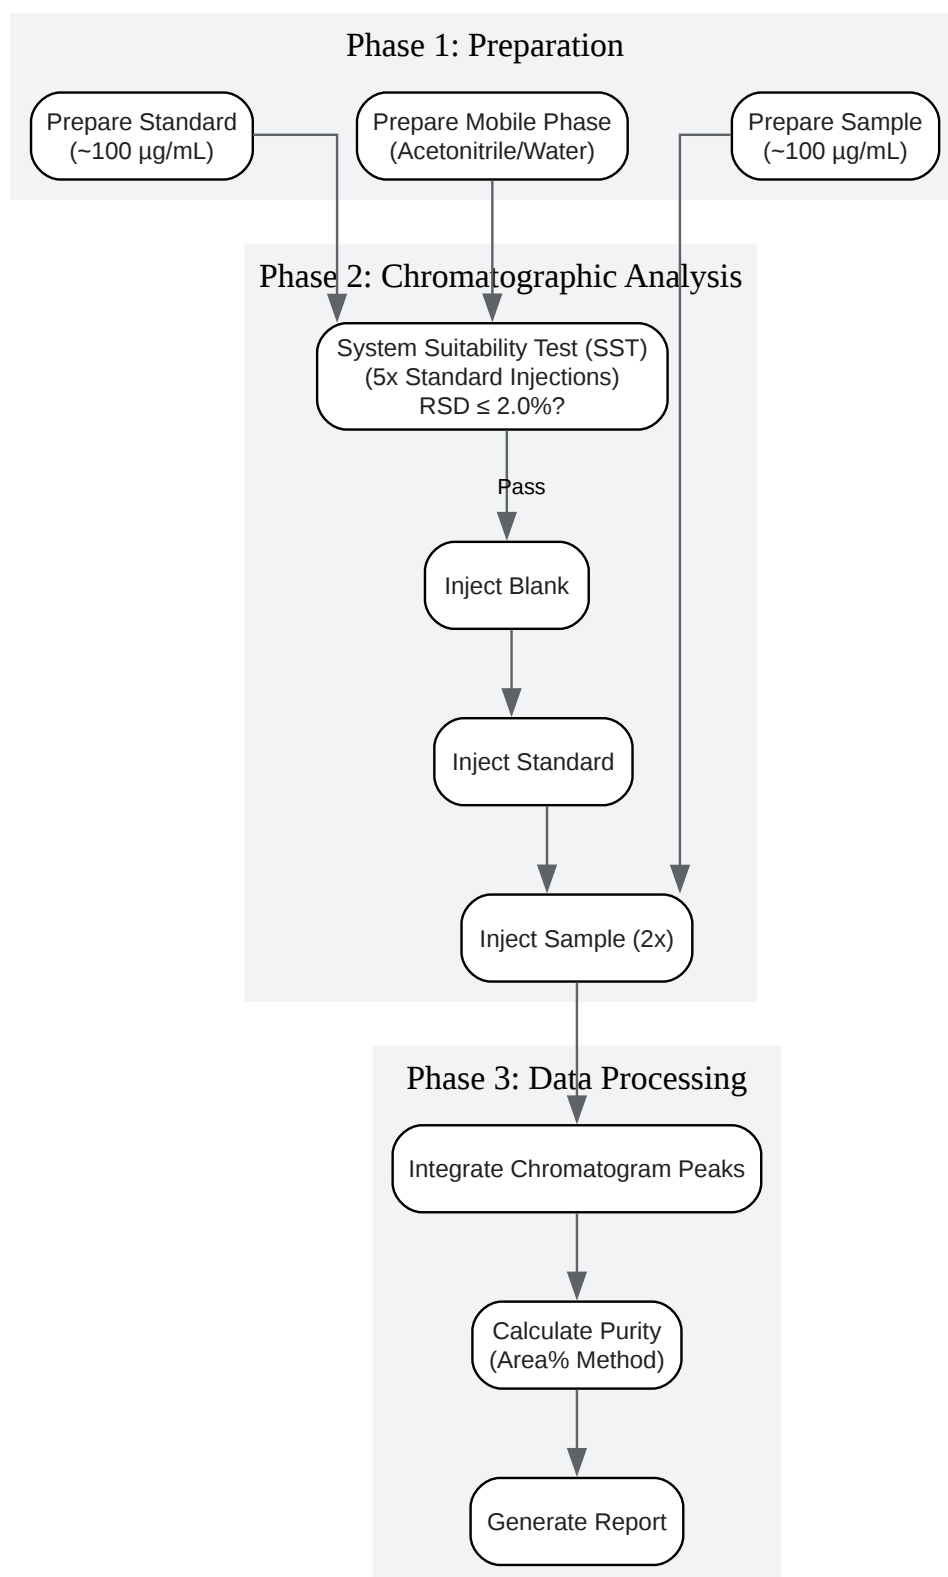 Phase 1: Preparation
Prepare Standard
(~100 µg/mL)
Prepare Mobile Phase
(Acetonitrile/Water)
Prepare Sample
(~100 µg/mL)
Phase 2: Chromatographic Analysis
System Suitability Test (SST)
(5x Standard Injections)
RSD ≤ 2.0%?
Pass
Inject Blank
Inject Standard
Inject Sample (2x)
Phase 3: Data Processing
Integrate Chromatogram Peaks
Calculate Purity
(Area% Method)
Generate Report